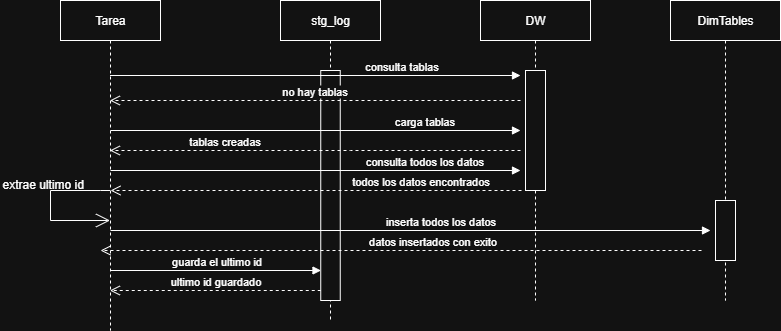 Tarea
stg_log
DW
DimTables
consulta tablas
no hay tablas
carga tablas
tablas creadas
consulta todos los datos
todos los datos encontrados
extrae ultimo id
inserta todos los datos
datos insertados con exito
guarda el ultimo id
ultimo id guardado